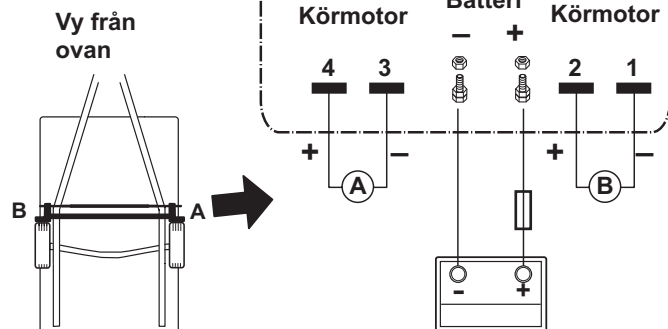 Vy från
ovan
B
A
Körmotor
Batteri
Körmotor
– +
4 3
2 1
+ –
+ –
A
B
- +